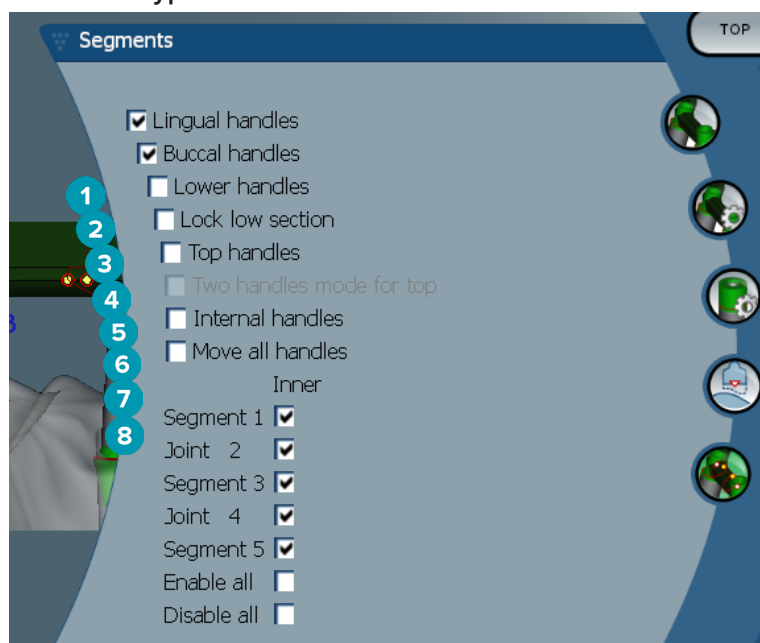 Segments
TOP
Lingual handles
Buccal handles
Lower handles
Lock low section
Top handles
Two handles mode for top
Internal handles
Move all handles
Inner
Segment 1
Joint 2
Segment 3
Joint 4
Segment 5
Enable all
Disable all
1
2
3
4
5
6
7
8